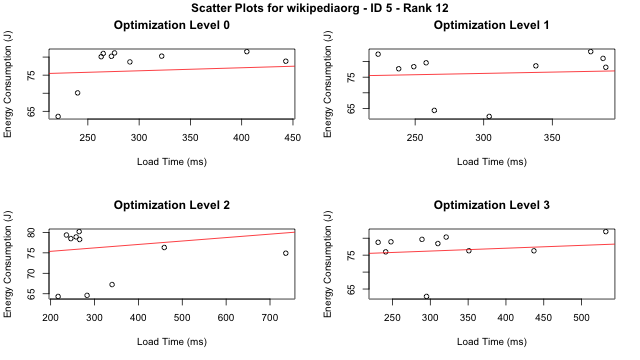 Scatter Plots for wikipediaorg - ID 5 - Rank 12
Optimization Level 0
Energy Consumption (J)
65
75
250
300
350
400
450
Load Time (ms)
Optimization Level 1
Energy Consumption (J)
65
75
250
300
350
Load Time (ms)
Optimization Level 2
Energy Consumption (J)
65
70
75
80
200
300
400
500
600
700
Load Time (ms)
Optimization Level 3
Energy Consumption (J)
65
75
250
300
350
400
450
500
Load Time (ms)